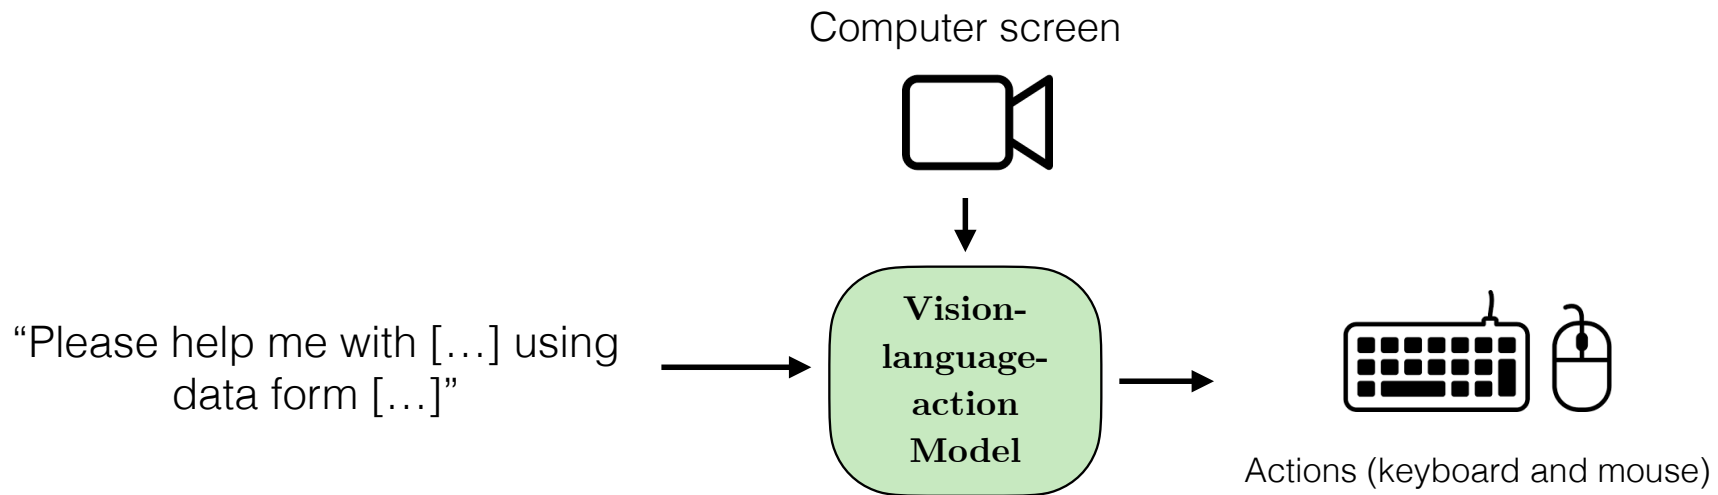 Computer screen
“Please help me with […] using
data form […]”
Vision-
language-
action
Model
Actions (keyboard and mouse)